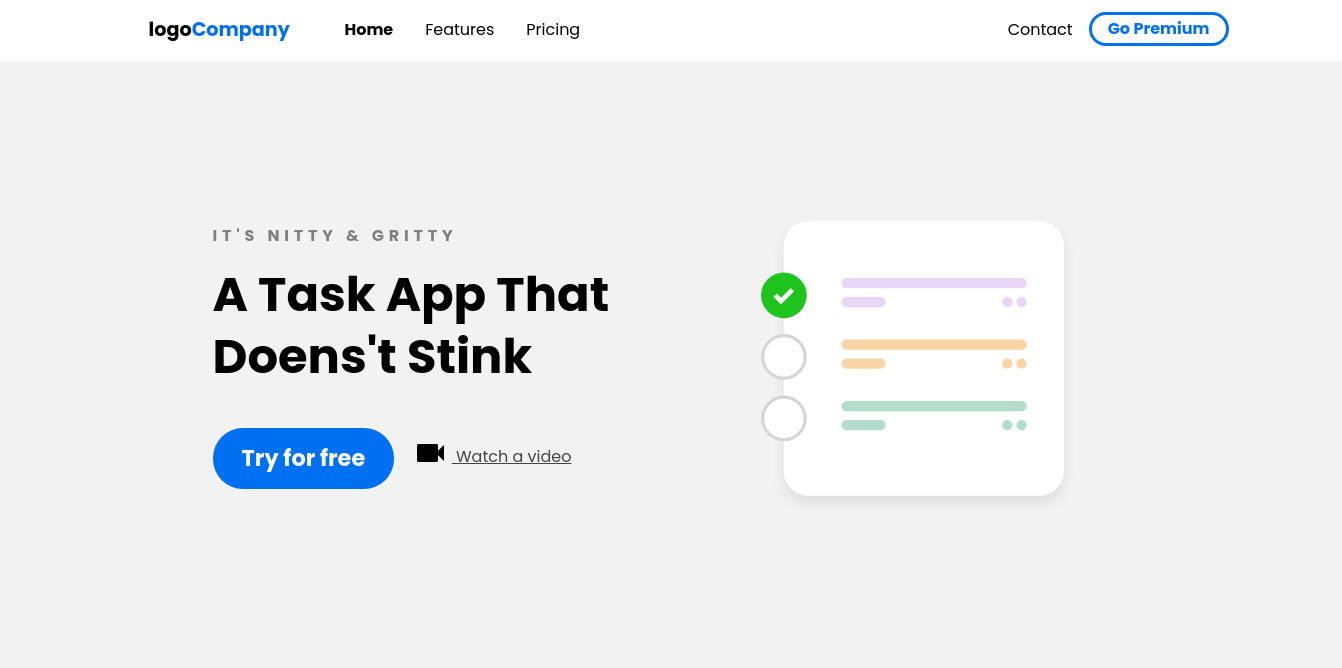 logoCompany Home Features Pricing Contact Go Premium
IT'S NITTY & GRITTY
A Task App That
Doens't Stink
Try for free Watch a video